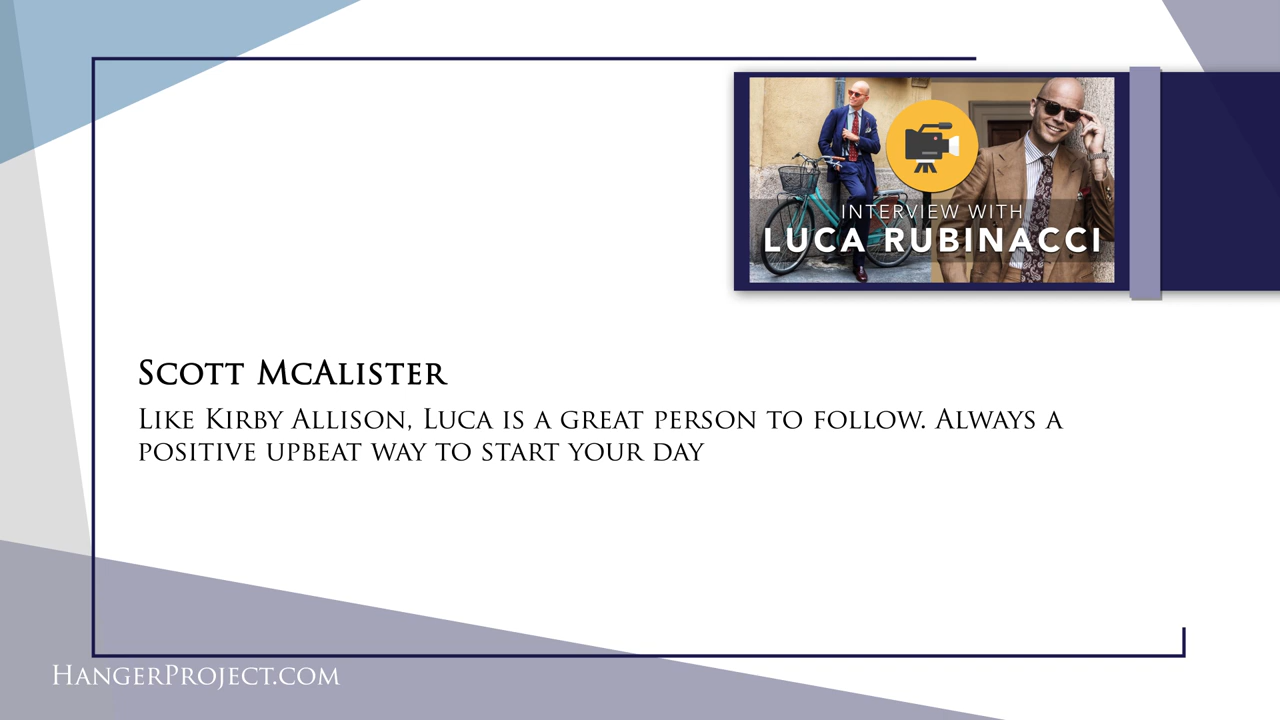 INTERVIEW WITH
LUCA RUBINACCI
Scott McAlister
Like Kirby Allison, Luca is a great person to follow. Always a
positive upbeat way to start your day
HangerProject.com